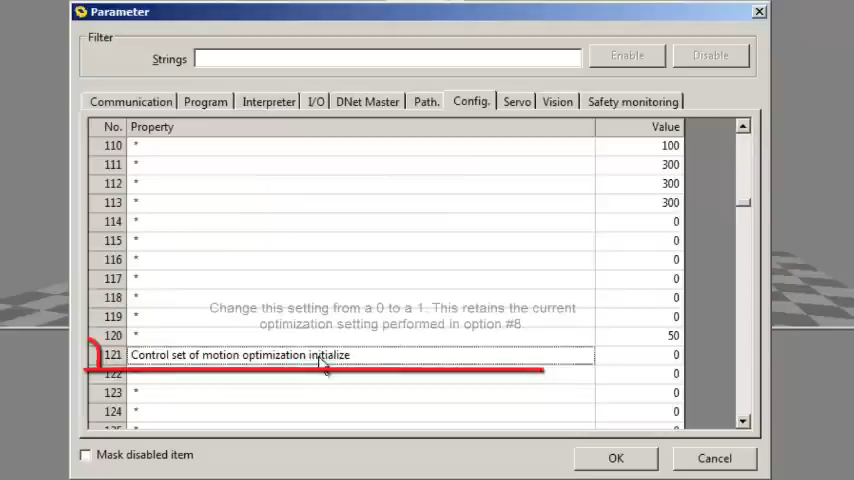 Parameter
Filter
Strings
Enable
Disable
Communication Program Interpreter I/O DNet Master Path. Config. Servo Vision Safety monitoring
No. Property Value
110 * 100
111 * 300
112 * 300
113 * 300
114 * 0
115 * 0
116 * 0
117 * 0
118 * 0
Change this setting from a 0 to a 1. This retains the current
119 * 0
optimization setting performed in option #8.
120 * 50
121 Control set of motion optimization initialize 0
122 0
123 * 0
124 * 0
Mask disabled item
OK
Cancel